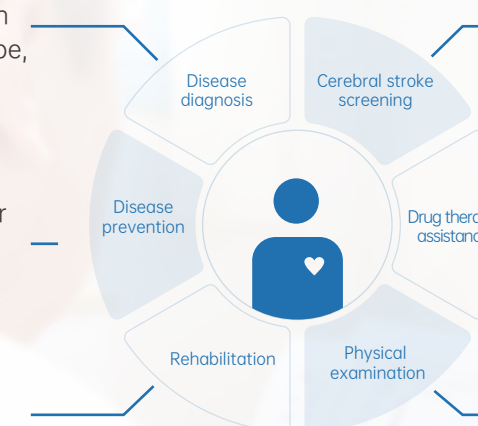 Disease
diagnosis
Cerebral stroke
screening
Disease
prevention
Rehabilitation
Physical
examination